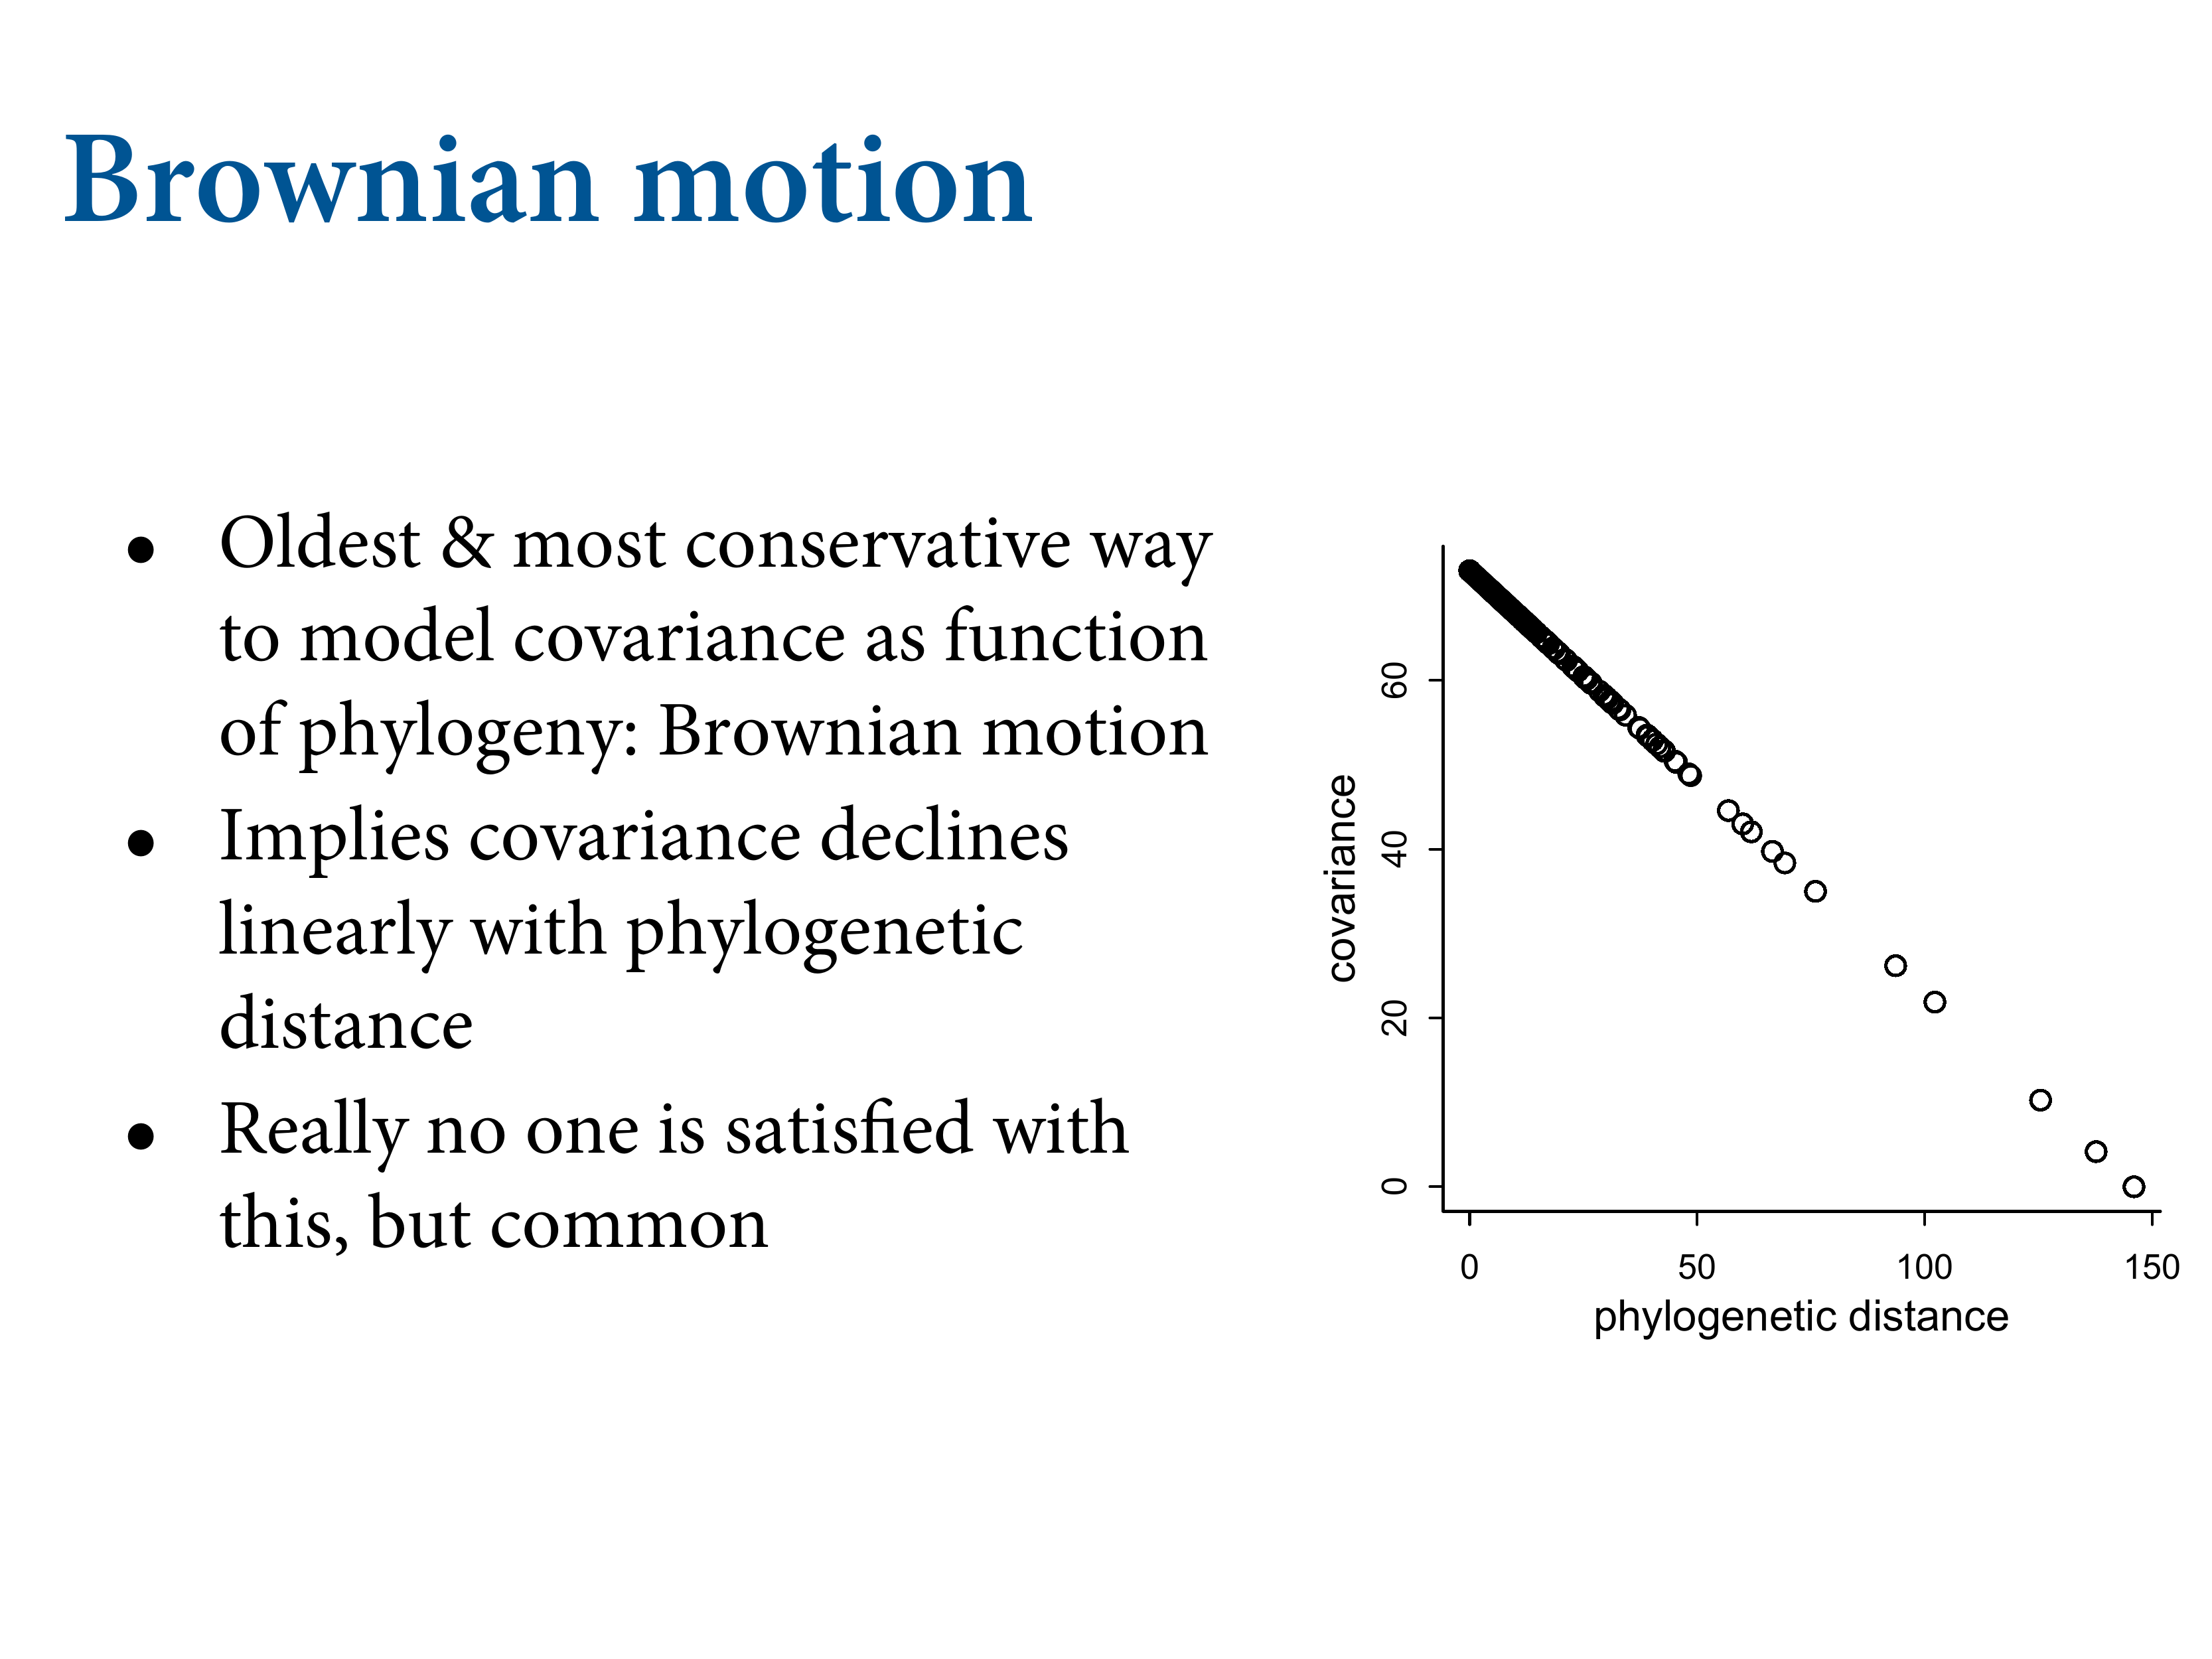 Brownian motion
• Oldest & most conservative way
to model covariance as function
of phylogeny: Brownian motion
• Implies covariance declines
linearly with phylogenetic
distance
• Really no one is satisfied with
this, but common
covariance
60
40
20
0
0 50 100 150
phylogenetic distance